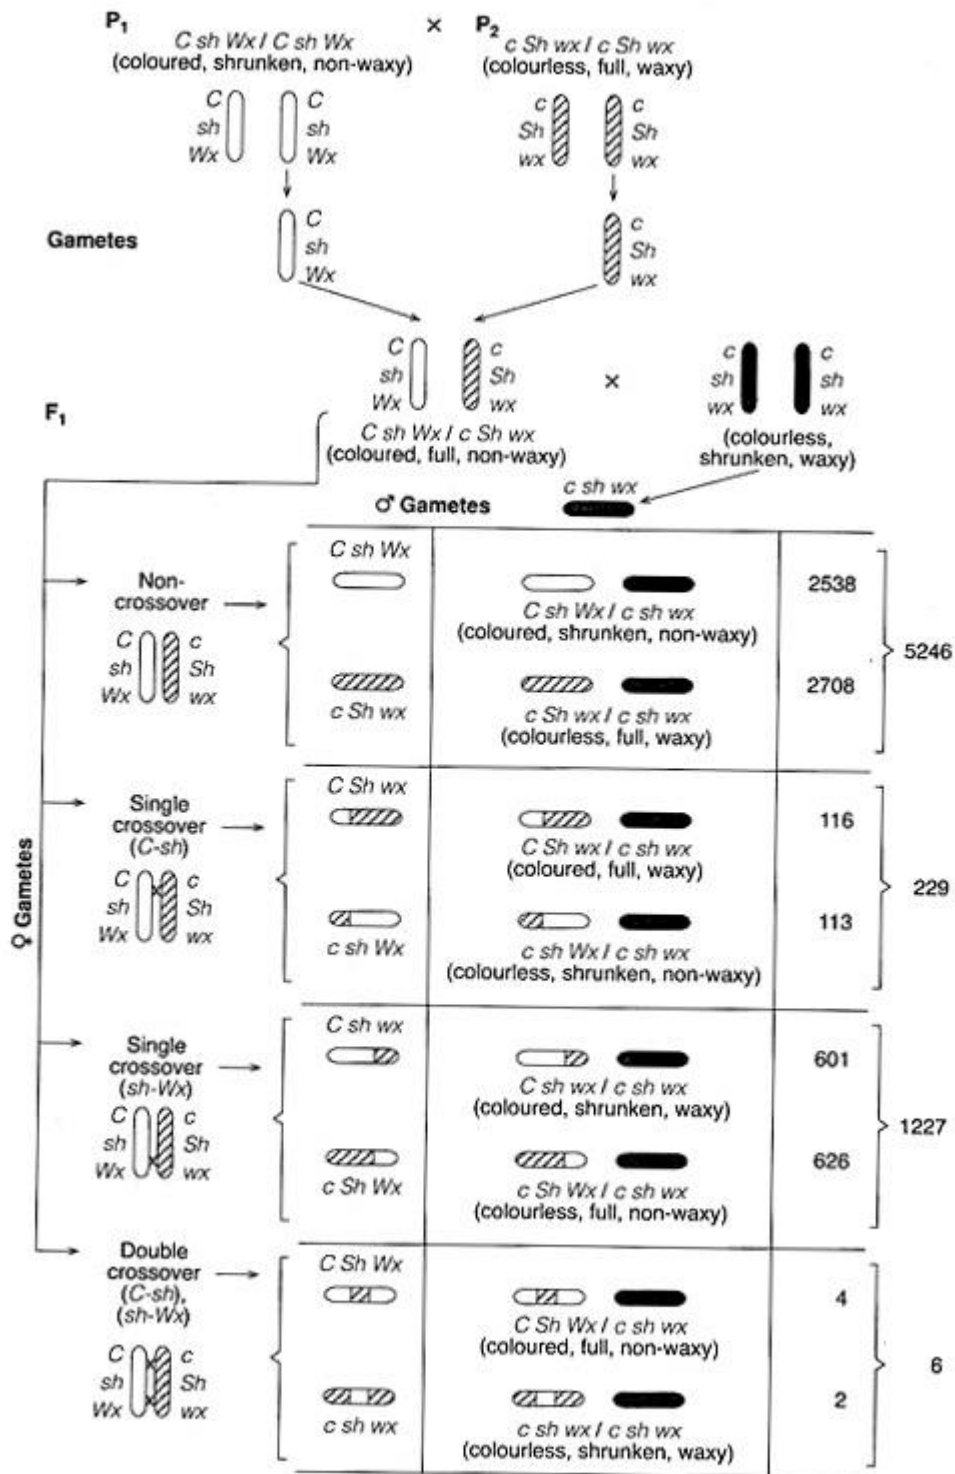 P1 × P2
C sh Wx / C sh Wx
(coloured, shrunken, non-waxy)
c Sh wx / c Sh wx
(colourless, full, waxy)
C C c c
sh sh Sh Sh
Wx Wx wx wx
Gametes
C c
sh Sh
Wx wx
F1
C c × c c
sh Sh sh sh
Wx wx wx wx
C sh Wx / c Sh wx
(coloured, full, non-waxy)
(colourless,
shrunken, waxy)
♂ Gametes
c sh wx
♀ Gametes
Non-
crossover
C c
sh Sh
Wx wx
C sh Wx
C sh Wx / c sh wx
(coloured, shrunken, non-waxy)
2538
c Sh wx
c Sh wx / c sh wx
(colourless, full, waxy)
2708
5246
Single
crossover
(C-sh)
C c
sh Sh
Wx wx
C Sh wx
C Sh wx / c sh wx
(coloured, full, waxy)
116
c sh Wx
c sh Wx / c sh wx
(colourless, shrunken, non-waxy)
113
229
Single
crossover
(sh-Wx)
C c
sh Sh
Wx wx
C sh wx
C sh wx / c sh wx
(coloured, shrunken, waxy)
601
c Sh Wx
c Sh Wx / c sh wx
(colourless, full, non-waxy)
626
1227
Double
crossover
(C-sh),
(sh-Wx)
C c
sh Sh
Wx wx
C Sh Wx
C Sh Wx / c sh wx
(coloured, full, non-waxy)
4
c sh wx
c sh wx / c sh wx
(colourless, shrunken, waxy)
2
6